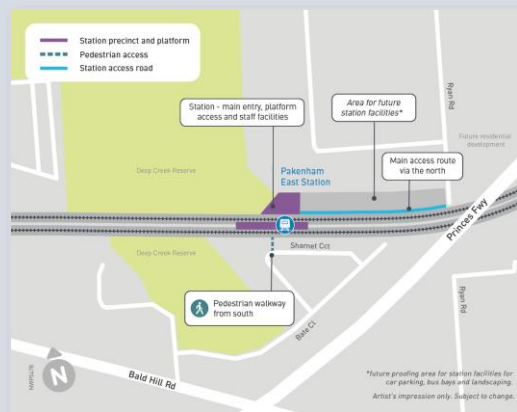 Station precinct and platform
Pedestrian access
Station access road
Station - main entry, platform
access and staff facilities
Area for future
station facilities*
Ryan Rd
Future residential
development
Deep Creek Reserve
Pakenham
East Station
Main access route
via the north
Princes Fwy
Deep Creek Reserve
Shamet Cct
Pedestrian walkway
from south
Bate Cl
Ryan Rd
N
Bald Hill Rd
*future proofing area for station facilities for
car parking, bus bays and landscaping.
Artist's impression only. Subject to change.